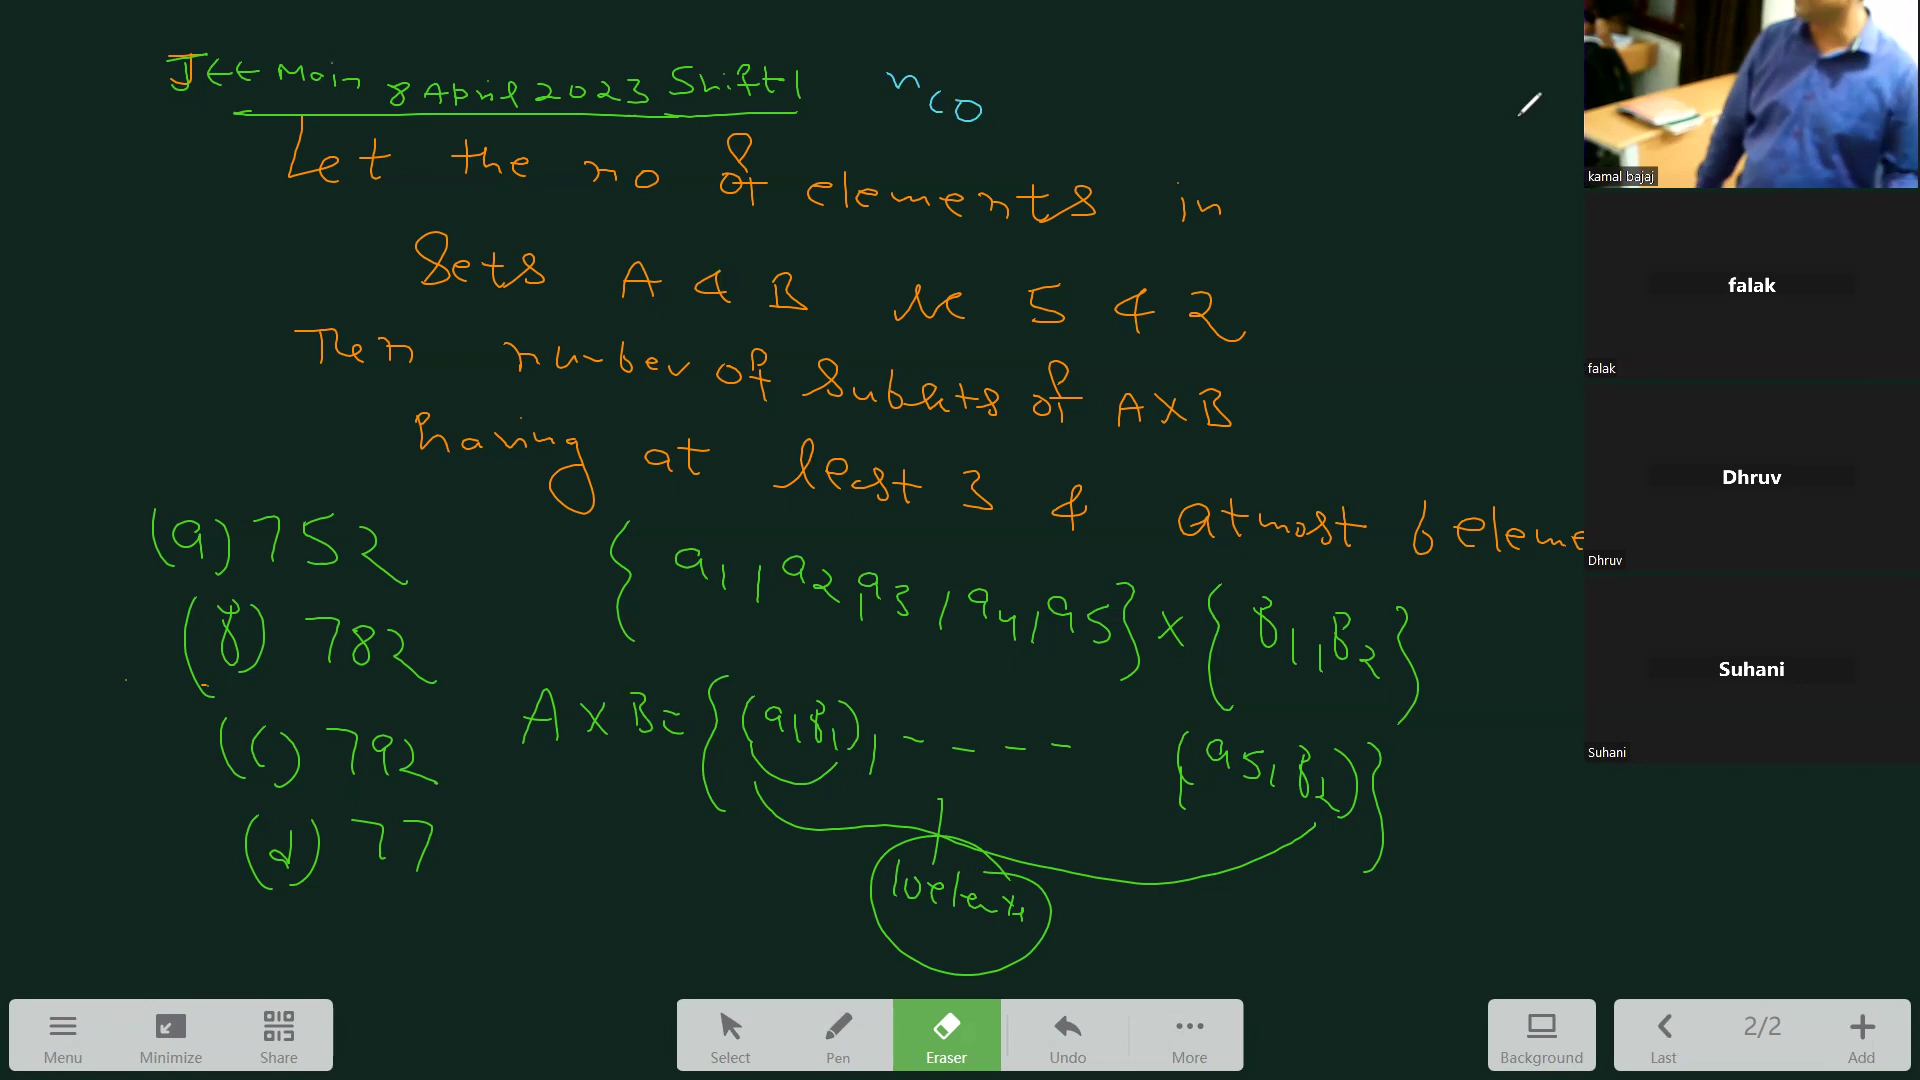 JEE Main 8 April 2023 Shift 1
nC0
Let the no of elements in
Sets A & B are 5 & 2
Then number of subsets of A×B
having at least 3 & atmost 6 eleme
(a) 752
(b) 782
(c) 792
(d) 77
{a1, a2, a3, a4, a5} × {b1, b2}
A×B= {(a1b1), - - - - (a5, b2)}
10 elements
kamal bajaj
falak
falak
Dhruv
Dhruv
Suhani
Suhani
Menu
Minimize
Share
Select
Pen
Eraser
Undo
More
Background
Last
2/2
Add